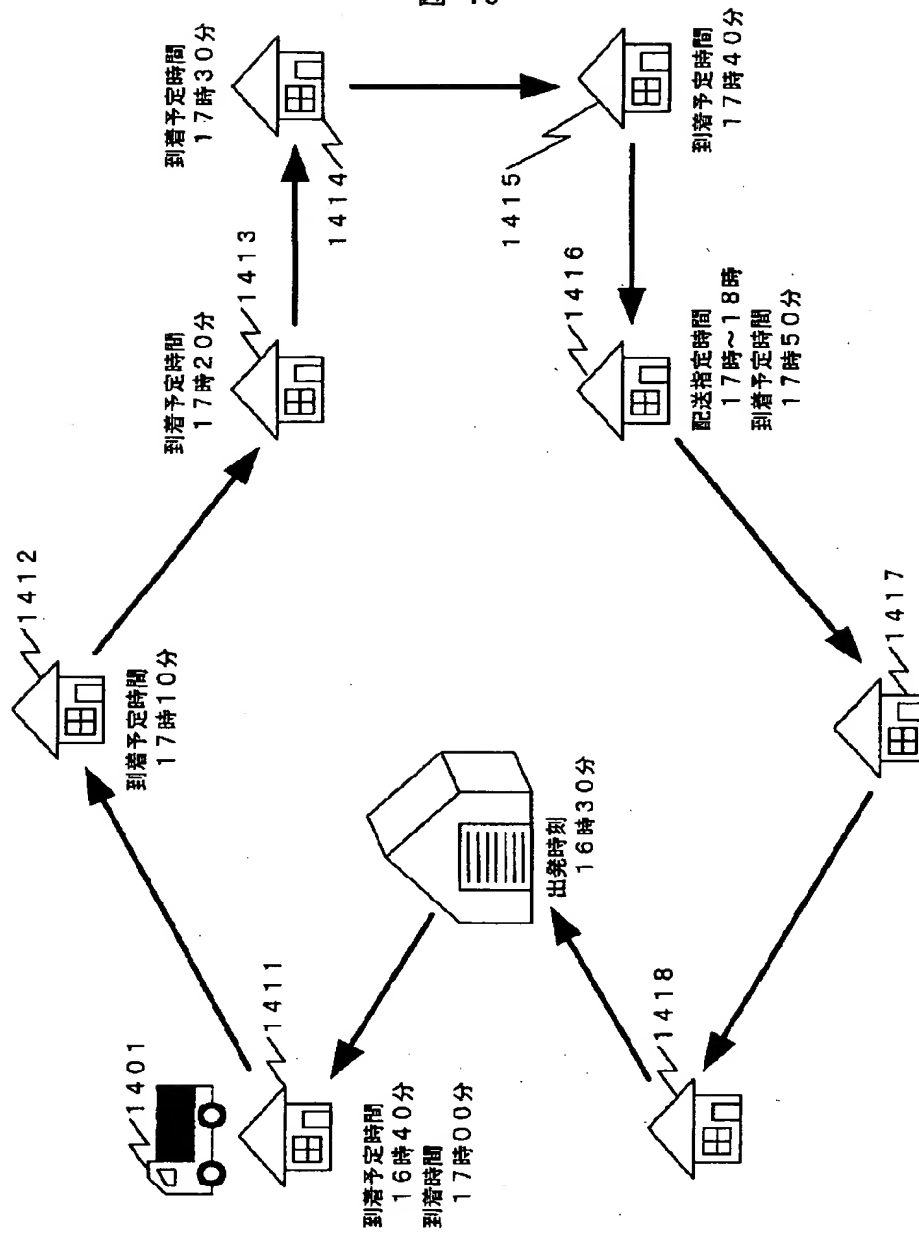 1401
1411
到着予定時間
16時40分
到着時間
17時00分
1412
到着予定時間
17時10分
到着予定時間
17時20分
1413
到着予定時間
17時30分
1414
1415
到着予定時間
17時40分
1416
配送指定時間
17時~18時
到着予定時間
17時50分
出発時刻
16時30分
1417
1418